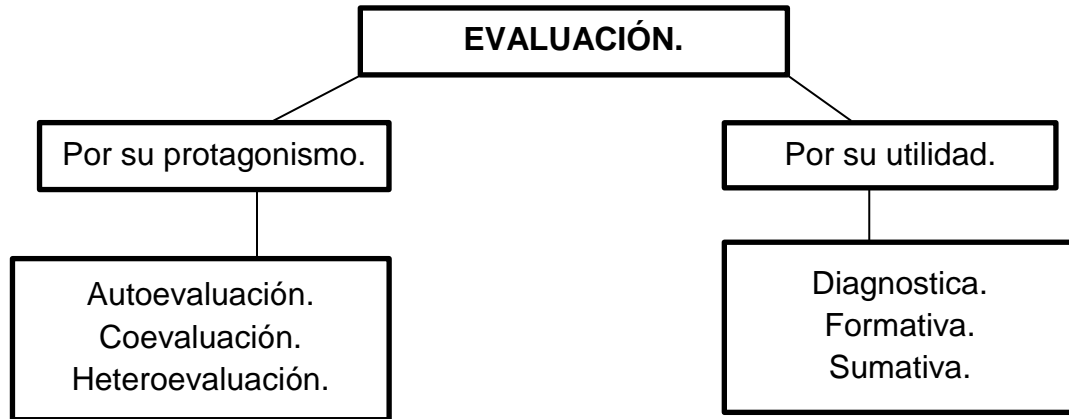 EVALUACIÓN.
Por su protagonismo.
Por su utilidad.
Autoevaluación.
Coevaluación.
Heteroevaluación.
Diagnostica.
Formativa.
Sumativa.